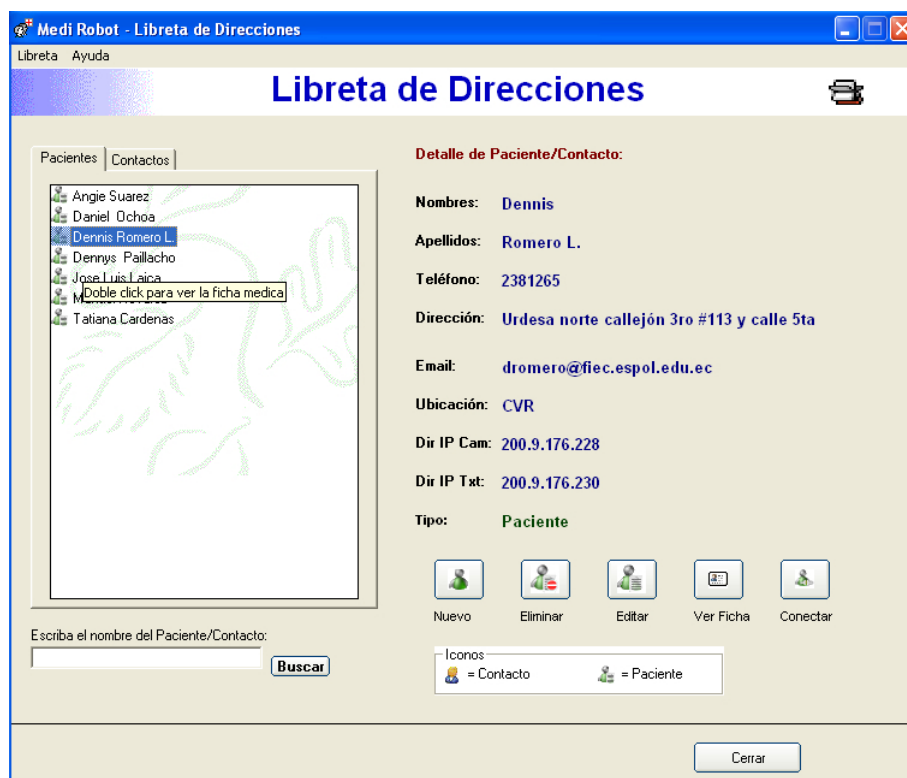 Medi Robot - Libreta de Direcciones
Libreta Ayuda
Libreta de Direcciones
Pacientes Contactos
Angie Suarez
Daniel Ochoa
Dennis Romero L.
Dennys Paillacho
Jose Luis Laica
Doble click para ver la ficha medica
Tatiana Cardenas
Escriba el nombre del Paciente/Contacto:
Buscar
Detalle de Paciente/Contacto:
Nombres: Dennis
Apellidos: Romero L.
Teléfono: 2381265
Dirección: Urdesa norte callejón 3ro #113 y calle 5ta
Email: dromero@fiec.espol.edu.ec
Ubicación: CVR
Dir IP Cam: 200.9.176.228
Dir IP Txt: 200.9.176.230
Tipo: Paciente
Nuevo Eliminar Editar Ver Ficha Conectar
Iconos
= Contacto = Paciente
Cerrar